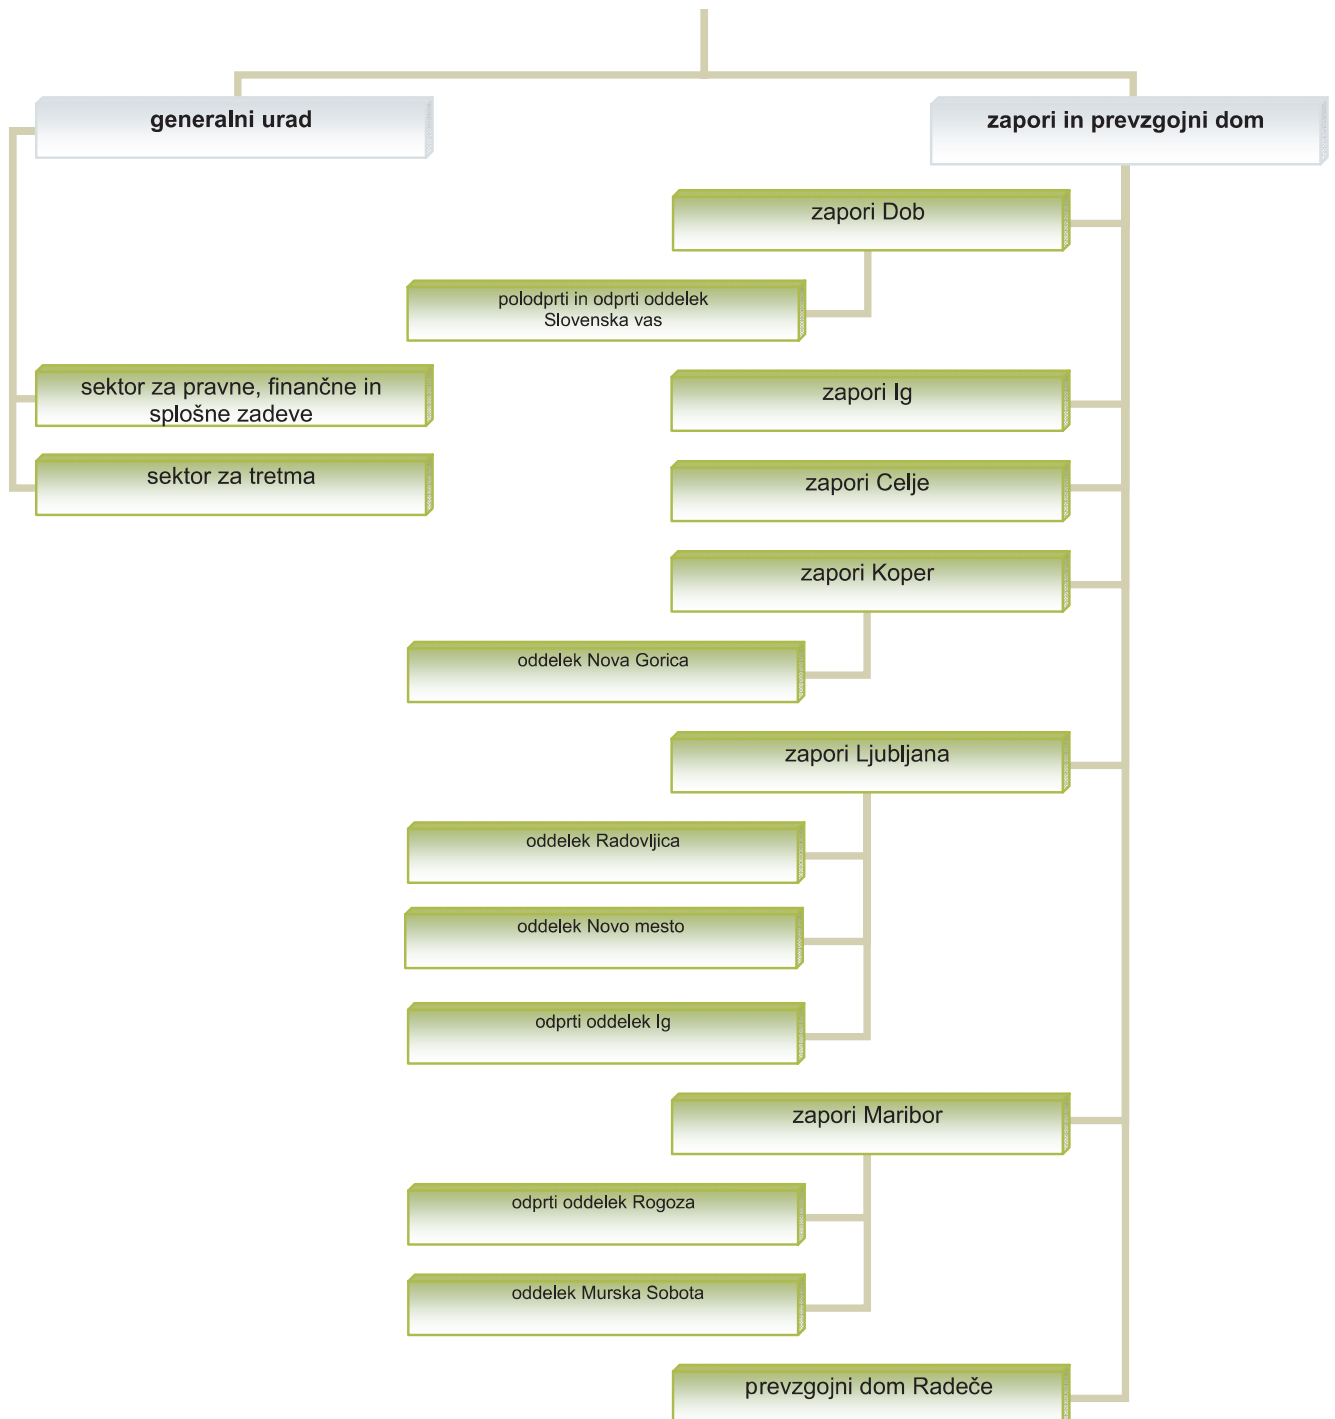 generalni urad
zapori in prevzgojni dom
zapori Dob
polodprti in odprti oddelek
Slovenska vas
sektor za pravne, finančne in
splošne zadeve
zapori Ig
sektor za tretma
zapori Celje
zapori Koper
oddelek Nova Gorica
zapori Ljubljana
oddelek Radovljica
oddelek Novo mesto
odprti oddelek Ig
zapori Maribor
odprti oddelek Rogoza
oddelek Murska Sobota
prevzgojni dom Radeče